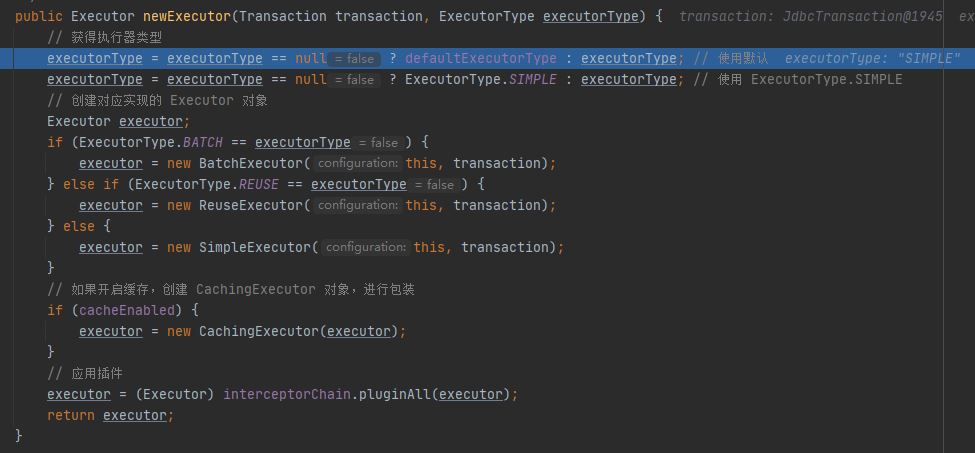 public Executor newExecutor(Transaction transaction, ExecutorType executorType) { transaction: JdbcTransaction@1945 ex
// 获得执行器类型
executorType = executorType == null = false ? defaultExecutorType : executorType; // 使用默认 executorType: "SIMPLE"
executorType = executorType == null = false ? ExecutorType.SIMPLE : executorType; // 使用 ExecutorType.SIMPLE
// 创建对应实现的 Executor 对象
Executor executor;
if (ExecutorType.BATCH == executorType = false ) {
executor = new BatchExecutor( configuration: this, transaction);
} else if (ExecutorType.REUSE == executorType = false ) {
executor = new ReuseExecutor( configuration: this, transaction);
} else {
executor = new SimpleExecutor( configuration: this, transaction);
}
// 如果开启缓存，创建 CachingExecutor 对象，进行包装
if (cacheEnabled) {
executor = new CachingExecutor(executor);
}
// 应用插件
executor = (Executor) interceptorChain.pluginAll(executor);
return executor;
}